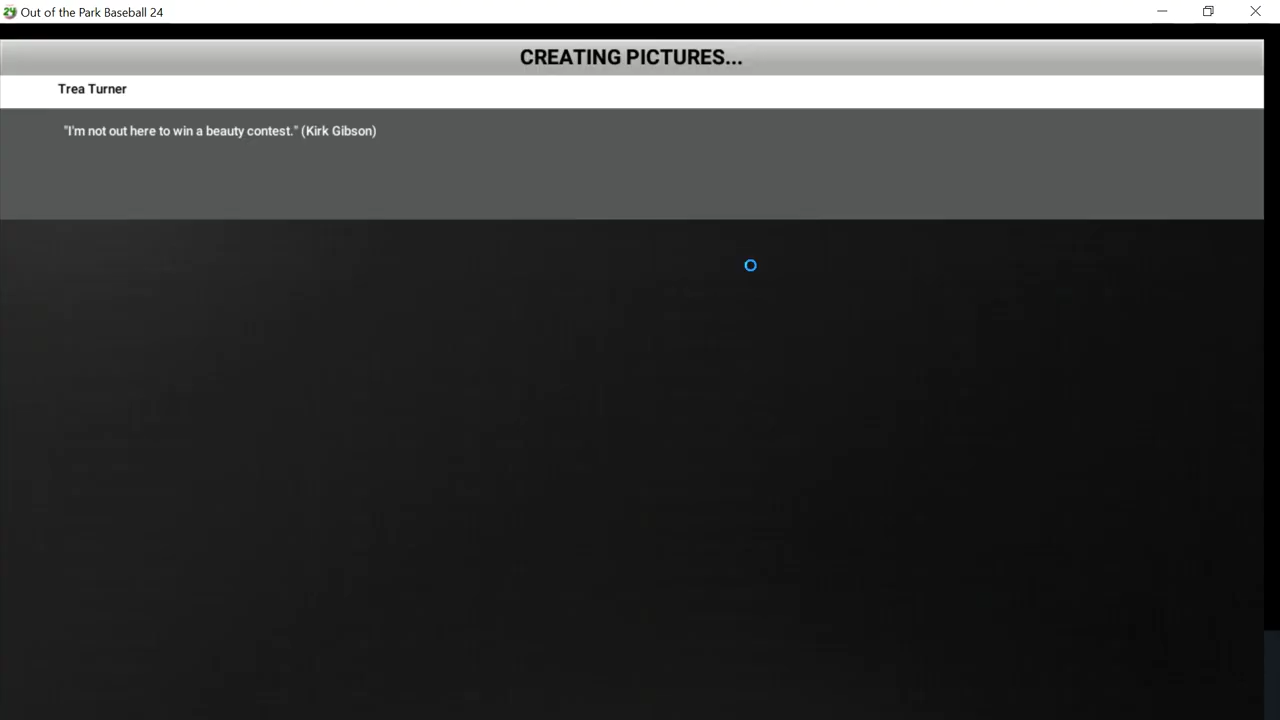 24 Out of the Park Baseball 24
CREATING PICTURES...
Trea Turner
"I'm not out here to win a beauty contest." (Kirk Gibson)